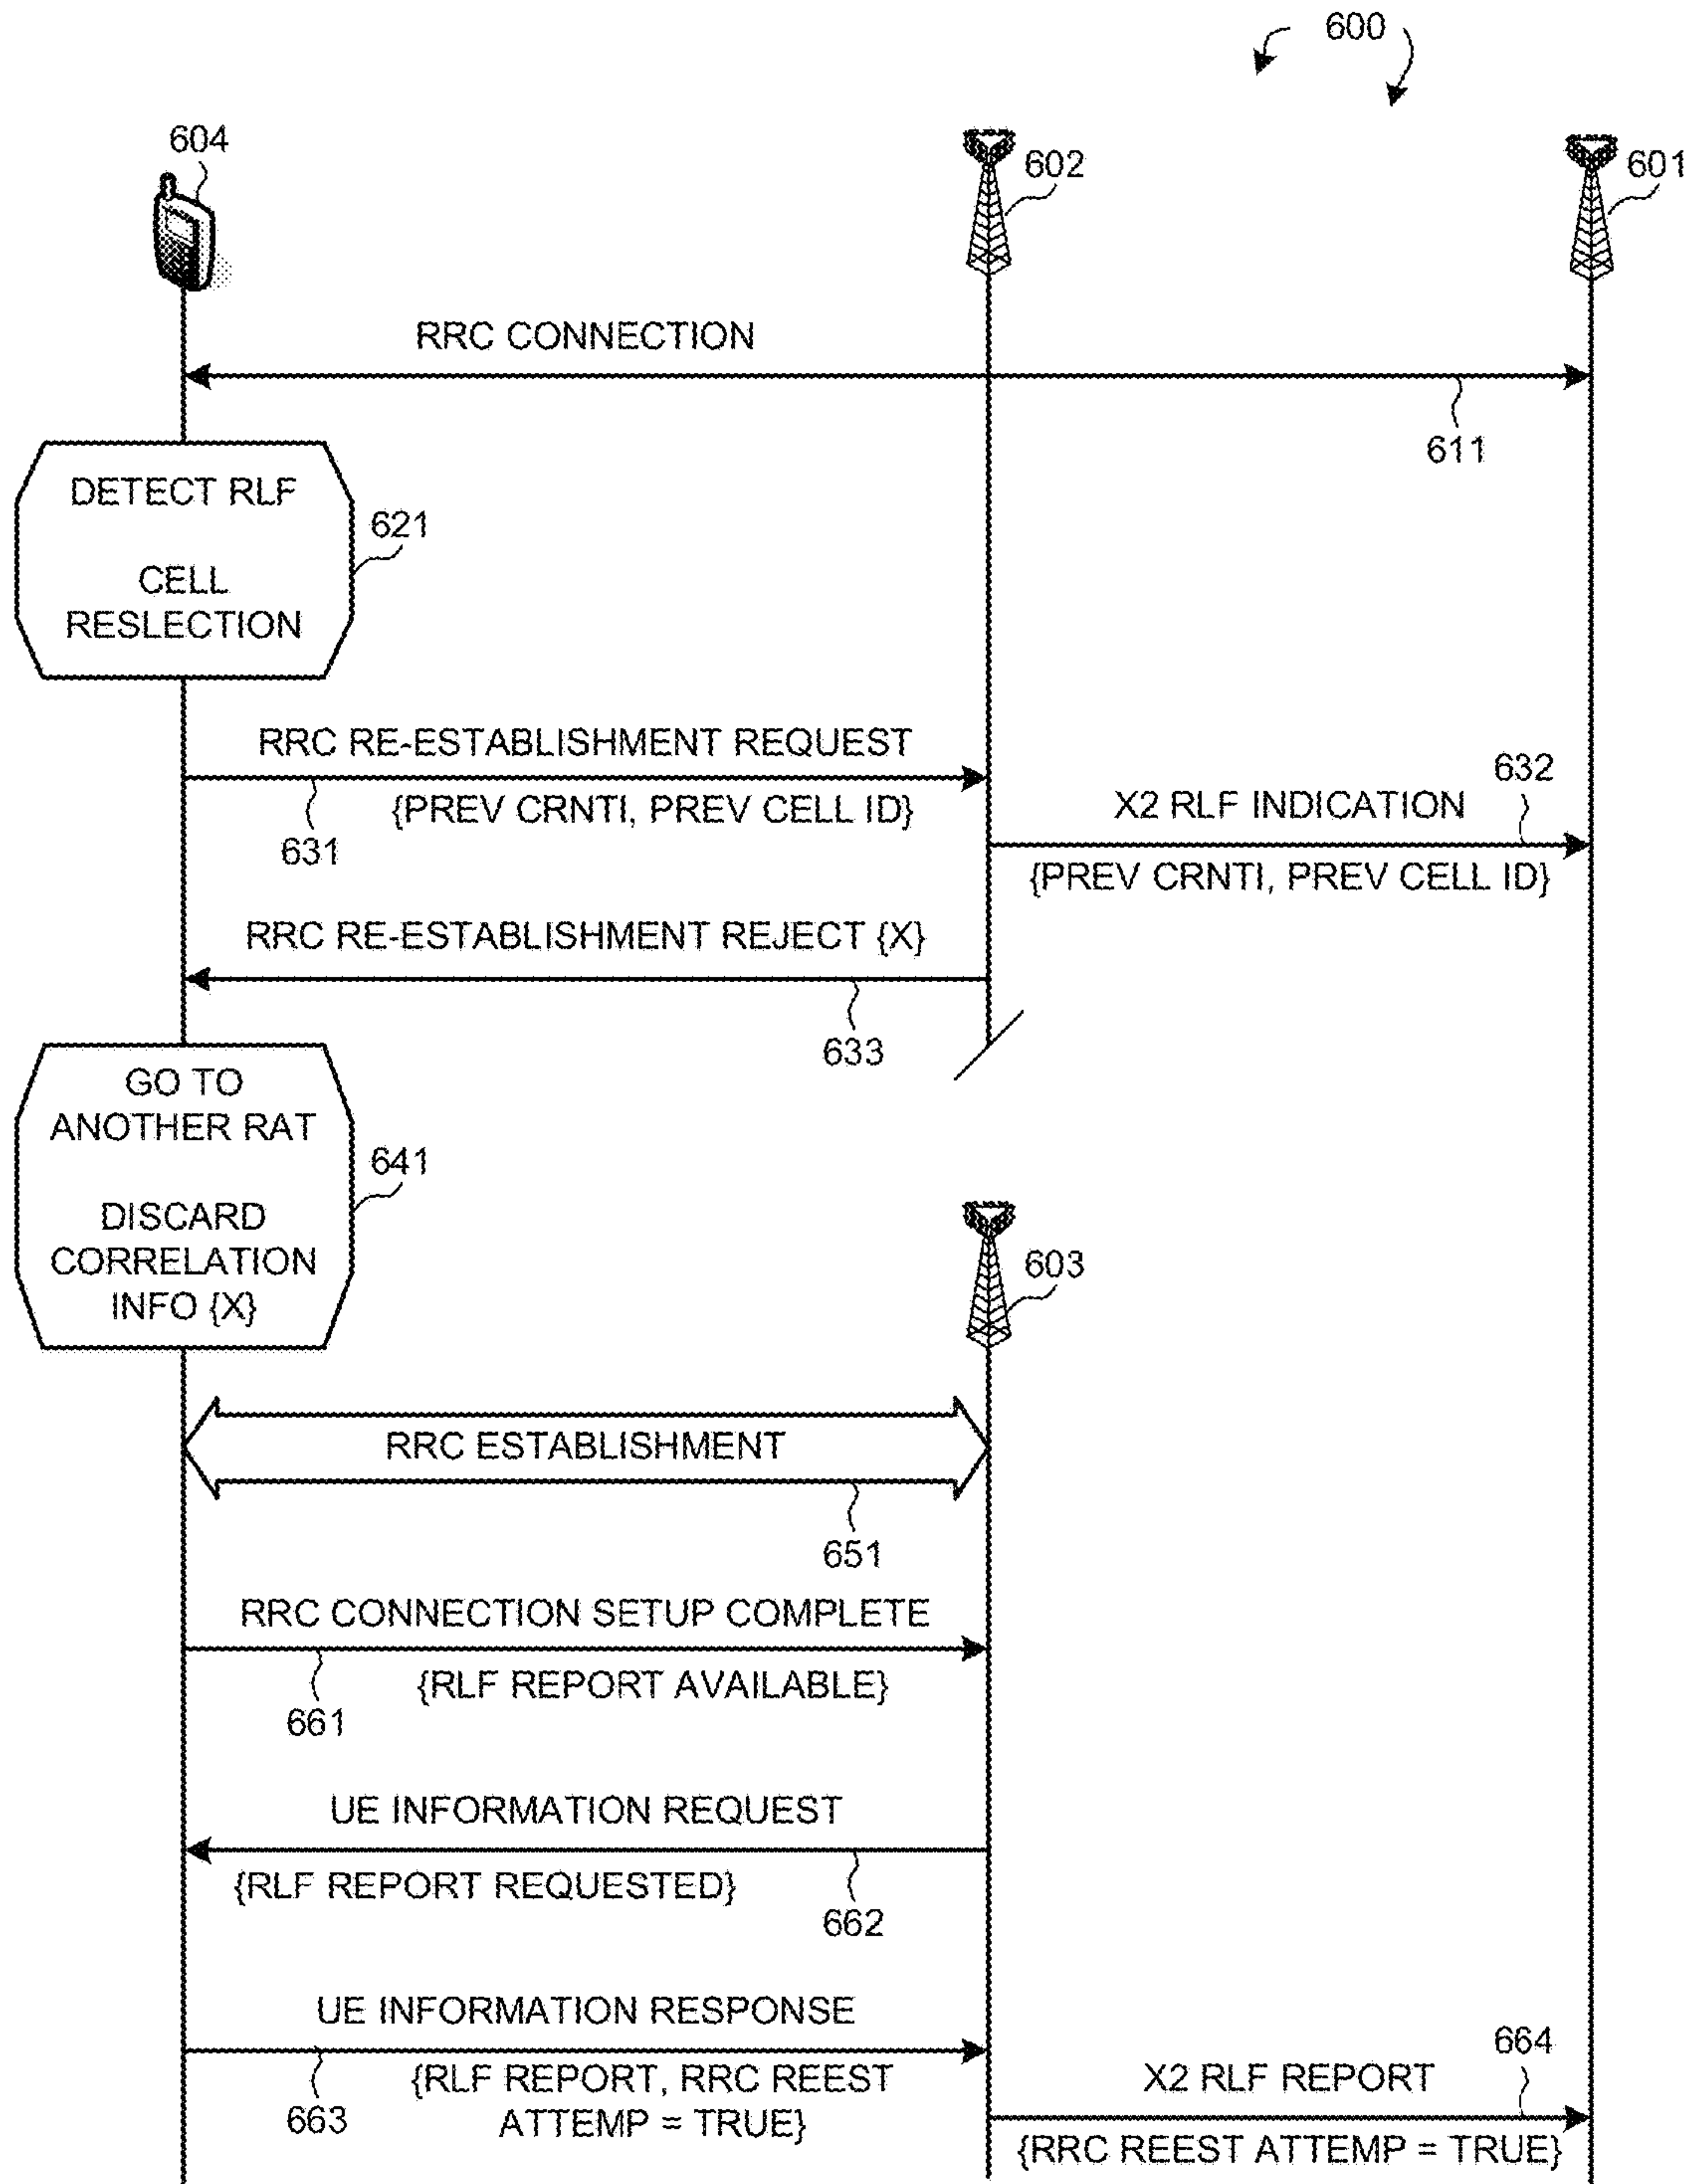 600
604
602
601
RRC CONNECTION
611
DETECT RLF
CELL
RESLECTION
621
RRC RE-ESTABLISHMENT REQUEST
{PREV CRNTI, PREV CELL ID}
631
632
X2 RLF INDICATION
{PREV CRNTI, PREV CELL ID}
RRC RE-ESTABLISHMENT REJECT {X}
633
GO TO
ANOTHER RAT
DISCARD
CORRELATION
INFO {X}
641
603
RRC ESTABLISHMENT
651
RRC CONNECTION SETUP COMPLETE
{RLF REPORT AVAILABLE}
661
UE INFORMATION REQUEST
{RLF REPORT REQUESTED}
662
UE INFORMATION RESPONSE
{RLF REPORT, RRC REEST
ATTEMP = TRUE}
663
664
X2 RLF REPORT
{RRC REEST ATTEMP = TRUE}